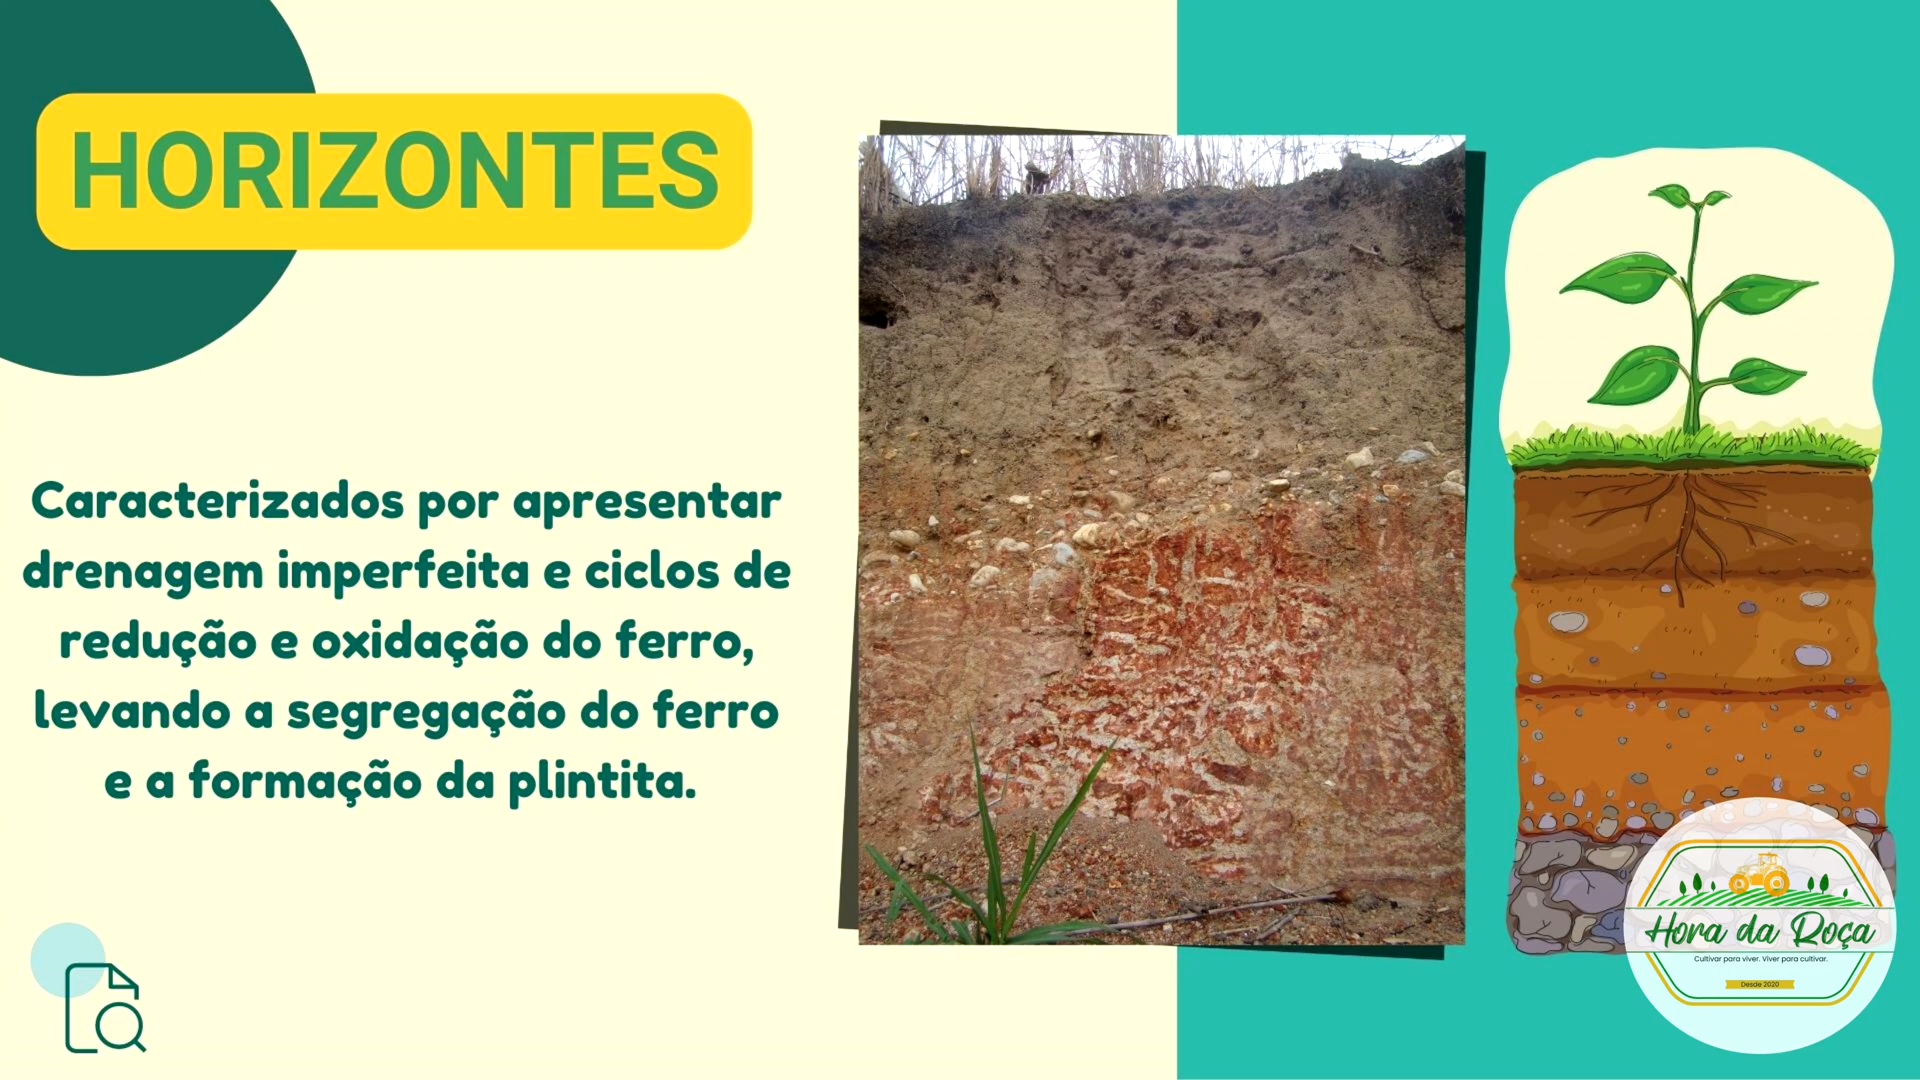 HORIZONTES
Caracterizados por apresentar
drenagem imperfeita e ciclos de
redução e oxidação do ferro,
levando a segregação do ferro
e a formação da plintita.
Hora da Roça
Cultivar para viver. Viver para cultivar.
Desde 2020